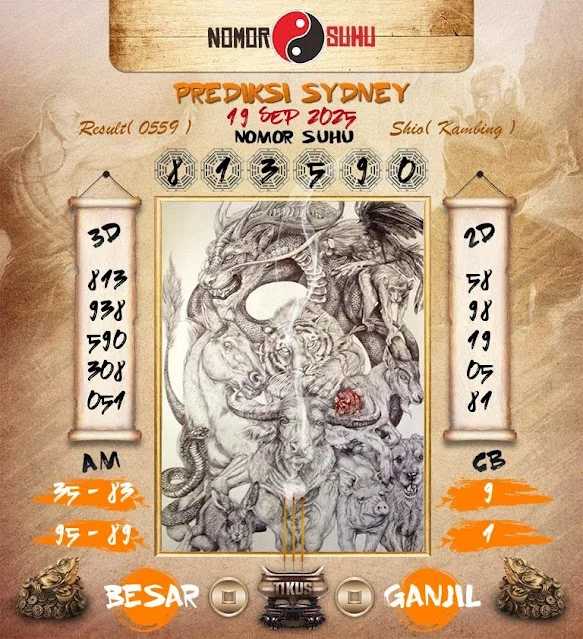 NOMOR SUHU
PREDIKSI SYDNEY
19 SEP 2025
Result( 0559 )
NOMOR SUHU
Shio( Kambing )
8 1 3 5 9 0
3D
813
938
590
308
051
2D
58
98
19
05
81
AM
35 - 83
95 - 89
CB
9
1
BESAR
TIKUS
GANJIL